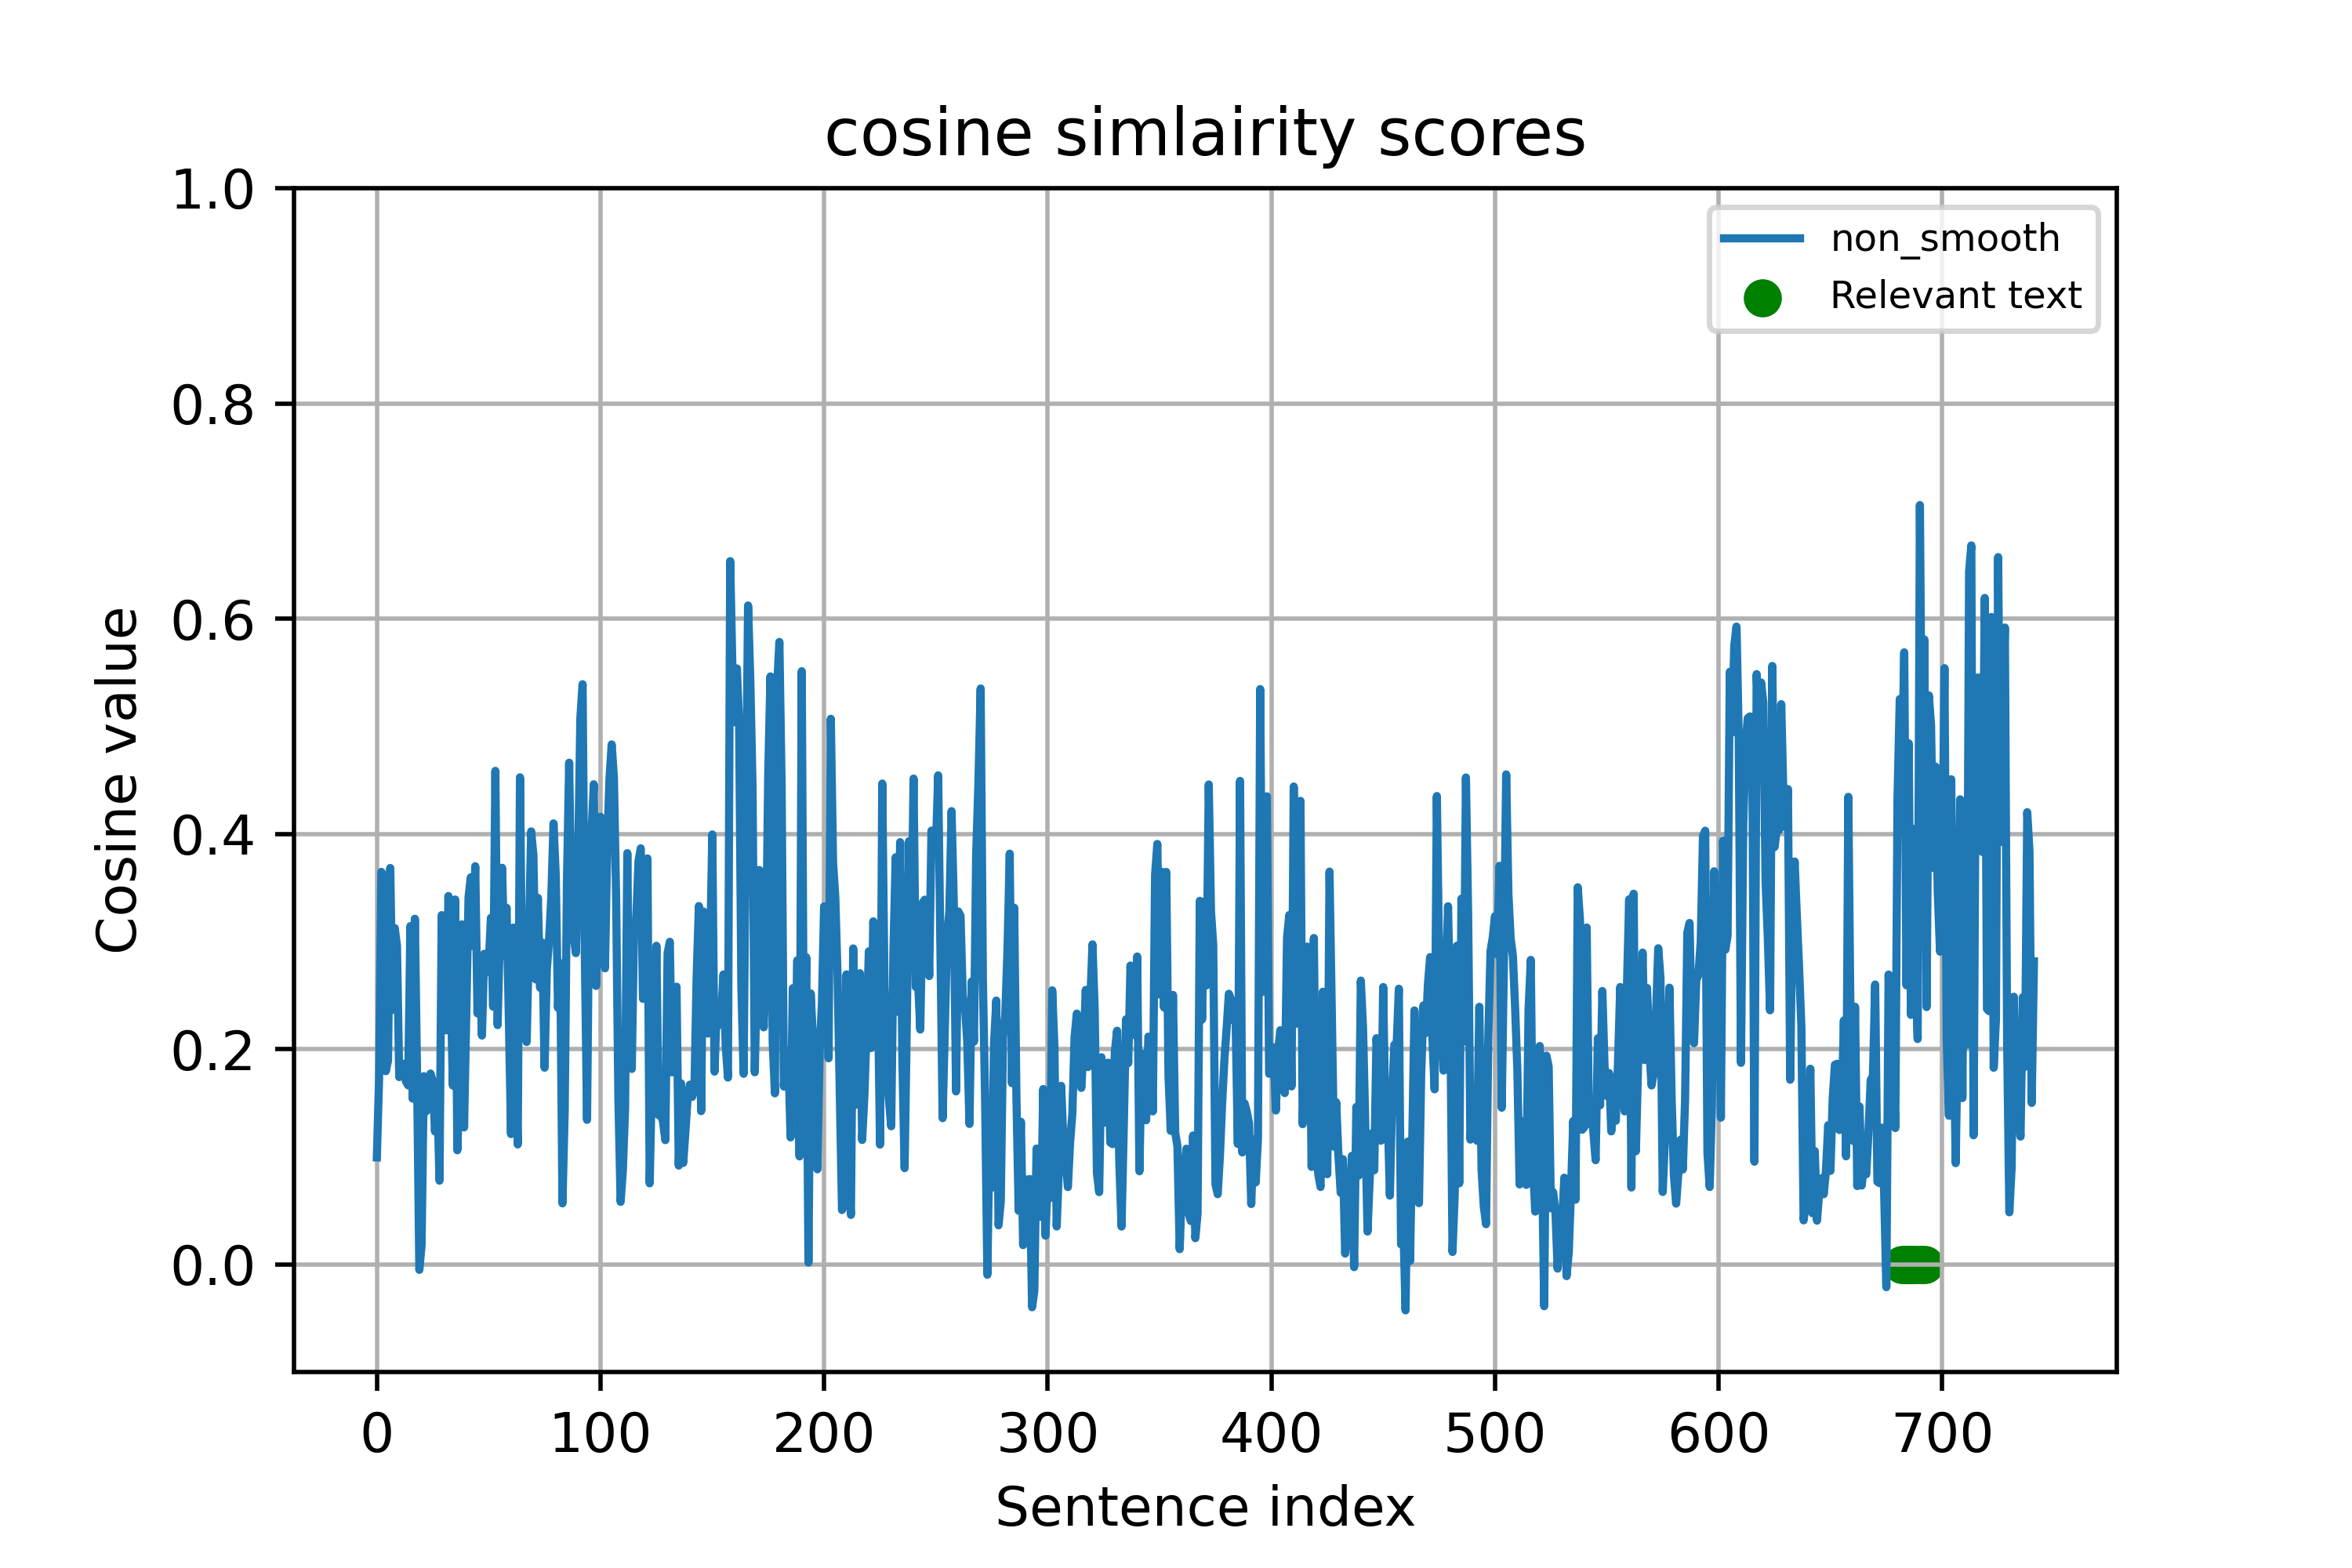 cosine simlairity scores
1.0
0.8
0.6
0.4
0.2
0.0
Cosine value
non_smooth
Relevant text
0 100 200 300 400 500 600 700
Sentence index